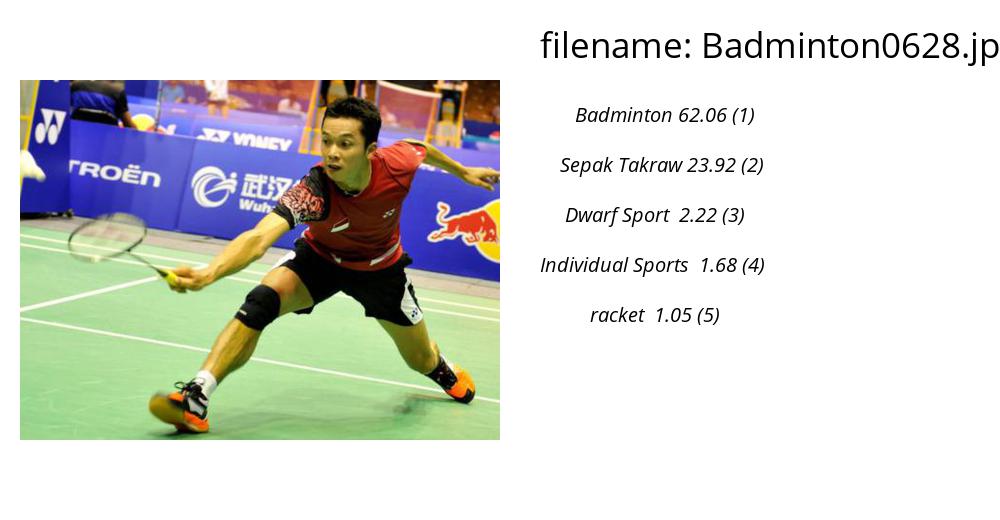 filename: Badminton0628.jp
Badminton 62.06 (1)
Sepak Takraw 23.92 (2)
Dwarf Sport 2.22 (3)
Individual Sports 1.68 (4)
racket 1.05 (5)
YONEX
TROËN
武汉
Wuh